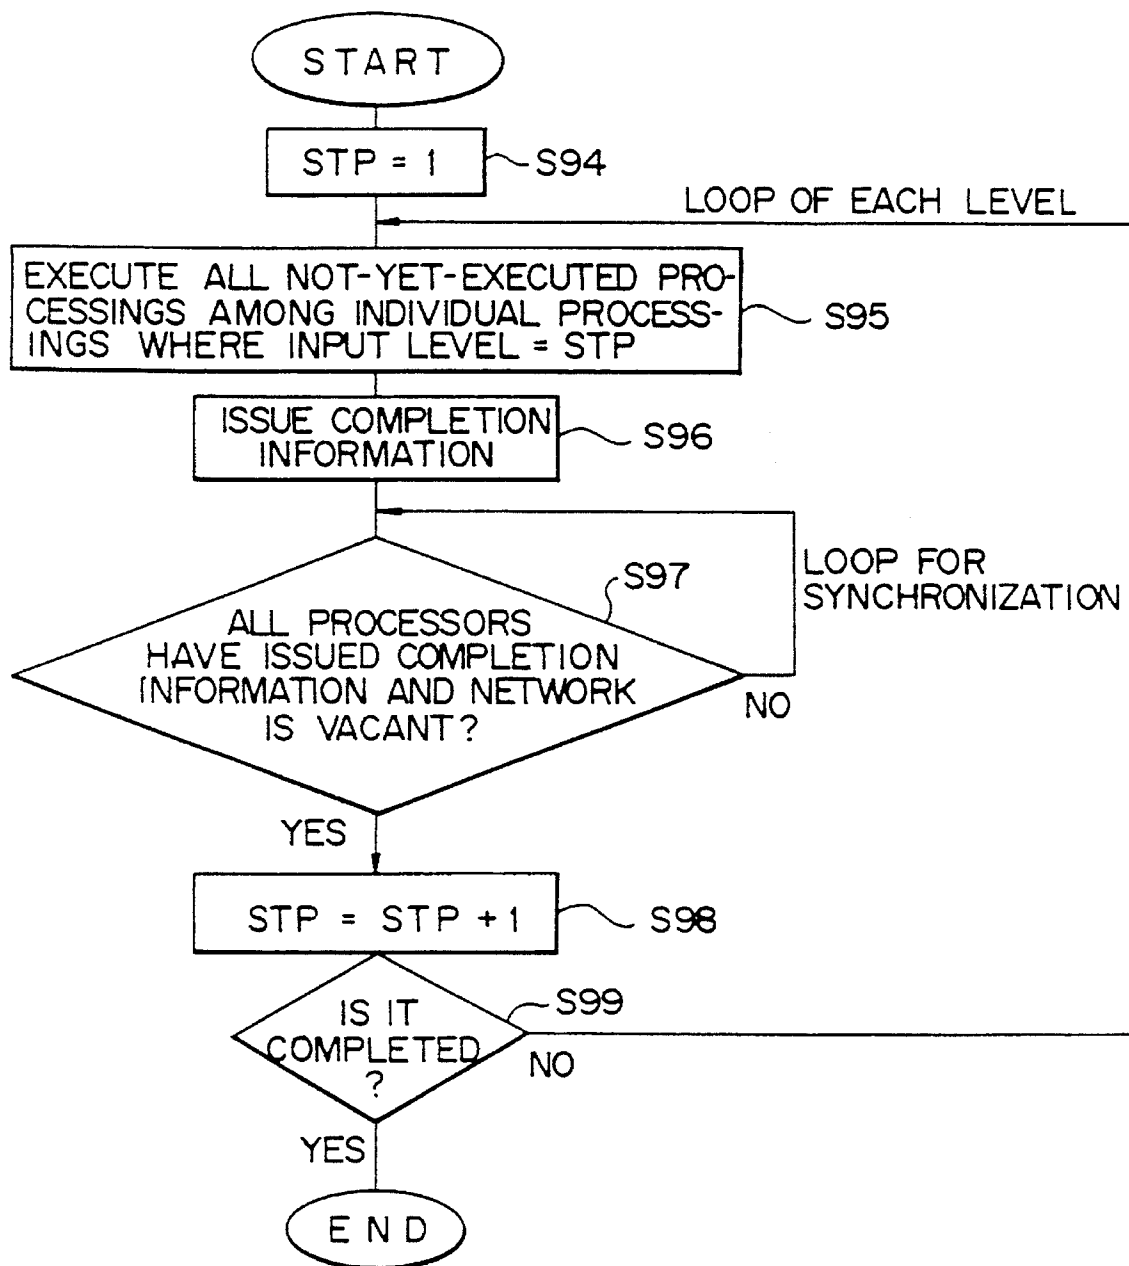 START
STP = 1
S94
LOOP OF EACH LEVEL
EXECUTE ALL NOT-YET-EXECUTED PRO-
CESSINGS AMONG INDIVIDUAL PROCESS-
INGS WHERE INPUT LEVEL = STP
S95
ISSUE COMPLETION
INFORMATION
S96
LOOP FOR
SYNCHRONIZATION
S97
ALL PROCESSORS
HAVE ISSUED COMPLETION
INFORMATION AND NETWORK
IS VACANT?
NO
YES
STP = STP + 1
S98
S99
IS IT
COMPLETED
?
NO
YES
END